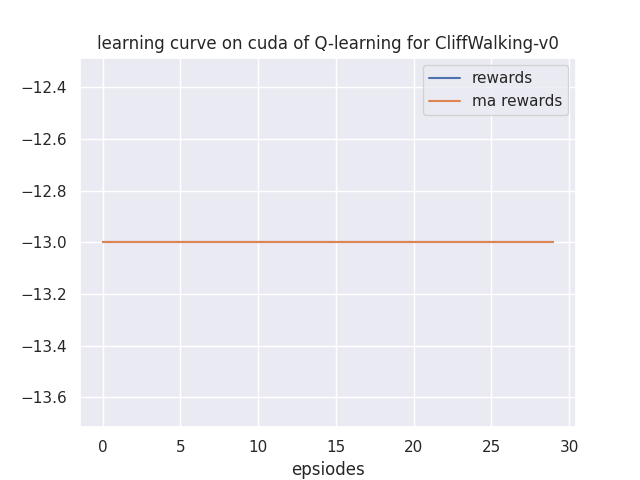 learning curve on cuda of Q-learning for CliffWalking-v0
rewards
ma rewards
−12.4
−12.6
−12.8
−13.0
−13.2
−13.4
−13.6
0 5 10 15 20 25 30
epsiodes